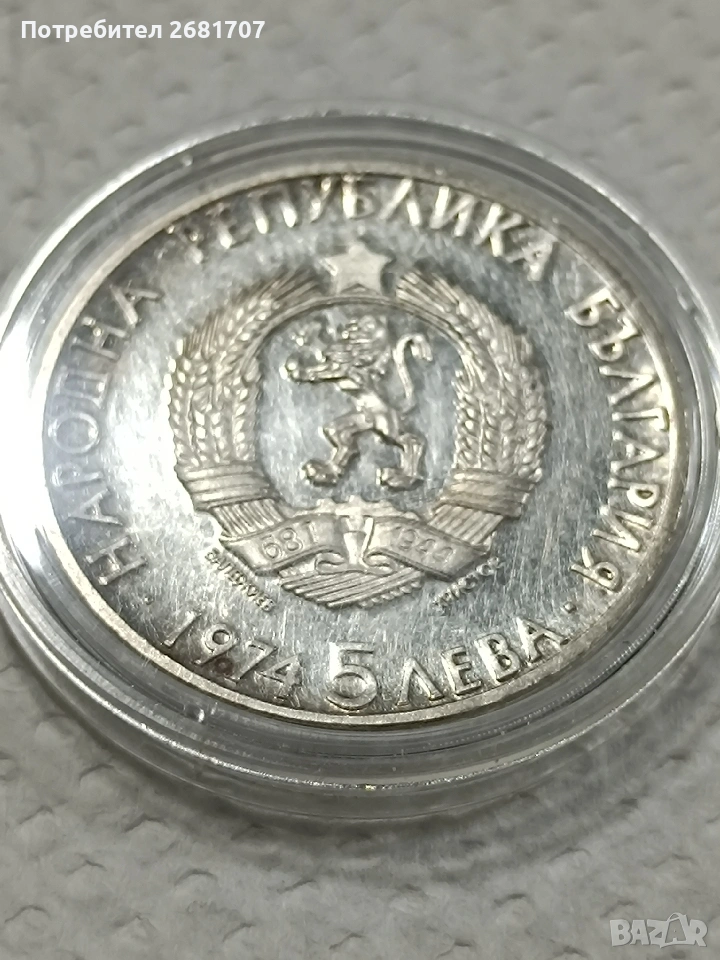 Потребител 2681707
НАРОДНА РЕПУБЛИКА БЪЛГАРИЯ
681 1944
· 1974 5 ЛЕВА ·
BAZAR